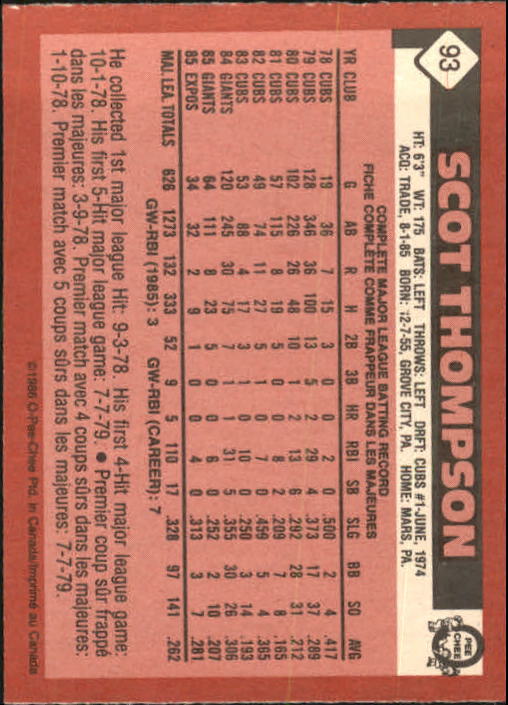 93
SCOT THOMPSON
O
PEE
CHEE
HT: 6'3" WT: 175 BATS: LEFT THROWS: LEFT DRFT: CUBS #1-JUNE, 1974
ACQ: TRADE, 8-1-85 BORN: 12-7-55, GROVE CITY, PA. HOME: MARS, PA.
COMPLETE MAJOR LEAGUE BATTING RECORD
FICHE COMPLÈTE COMME FRAPPEUR DANS LES MAJEURES
YR CLUB G AB R H 2B 3B HR RBI SB SLG BB SO AVG
78 CUBS 19 36 7 15 3 0 0 2 0 .500 2 4 .417
79 CUBS 128 346 36 100 13 5 2 29 4 .373 17 37 .289
80 CUBS 102 226 26 48 10 1 2 13 6 .292 28 31 .212
81 CUBS 57 115 8 19 5 0 0 8 2 .209 7 8 .165
82 CUBS 49 74 11 27 5 1 0 7 0 .459 5 4 .365
83 CUBS 53 88 4 17 3 1 0 10 0 .250 3 14 .193
84 GIANTS 120 245 30 75 7 1 1 31 5 .355 30 26 .306
85 GIANTS 64 111 8 23 5 0 0 6 0 .252 2 10 .207
85 EXPOS 34 32 2 9 1 0 0 4 0 .313 3 7 .281
MAJ. LEA. TOTALS 626 1273 132 333 52 9 5 110 17 .328 97 141 .262
GW-RBI (1985): 3 GW-RBI (CAREER): 7
He collected 1st major league Hit: 9-3-78. His first 4-Hit major league game:
10-1-78. His first 5-Hit major league game: 7-7-79. • Premier coup sûr frappé
dans les majeures: 3-9-78. Premier match avec 4 coups sûrs dans les majeures:
1-10-78. Premier match avec 5 coups sûrs dans les majeures: 7-7-79.
©1986 O-Pee-Chee Ptd. in Canada/Imprimé au Canada